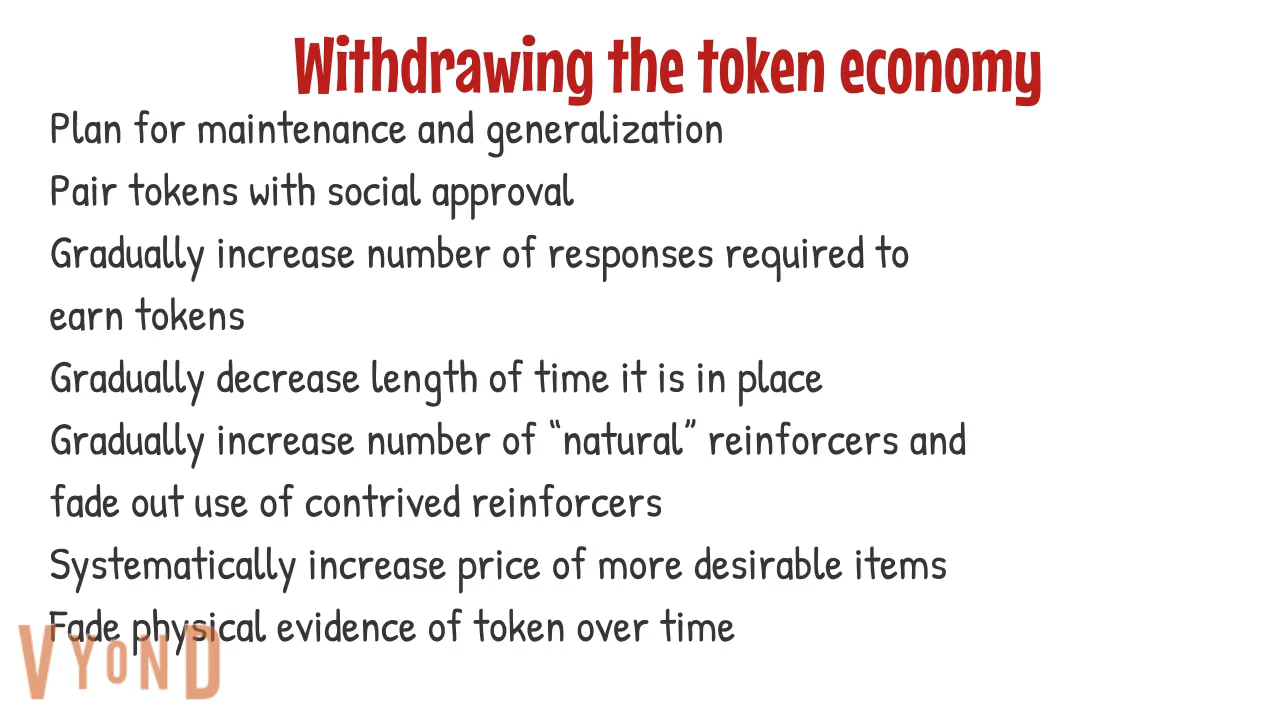 Withdrawing the token economy
Plan for maintenance and generalization
Pair tokens with social approval
Gradually increase number of responses required to
earn tokens
Gradually decrease length of time it is in place
Gradually increase number of “natural” reinforcers and
fade out use of contrived reinforcers
Systematically increase price of more desirable items
Fade physical evidence of token over time
VYOND